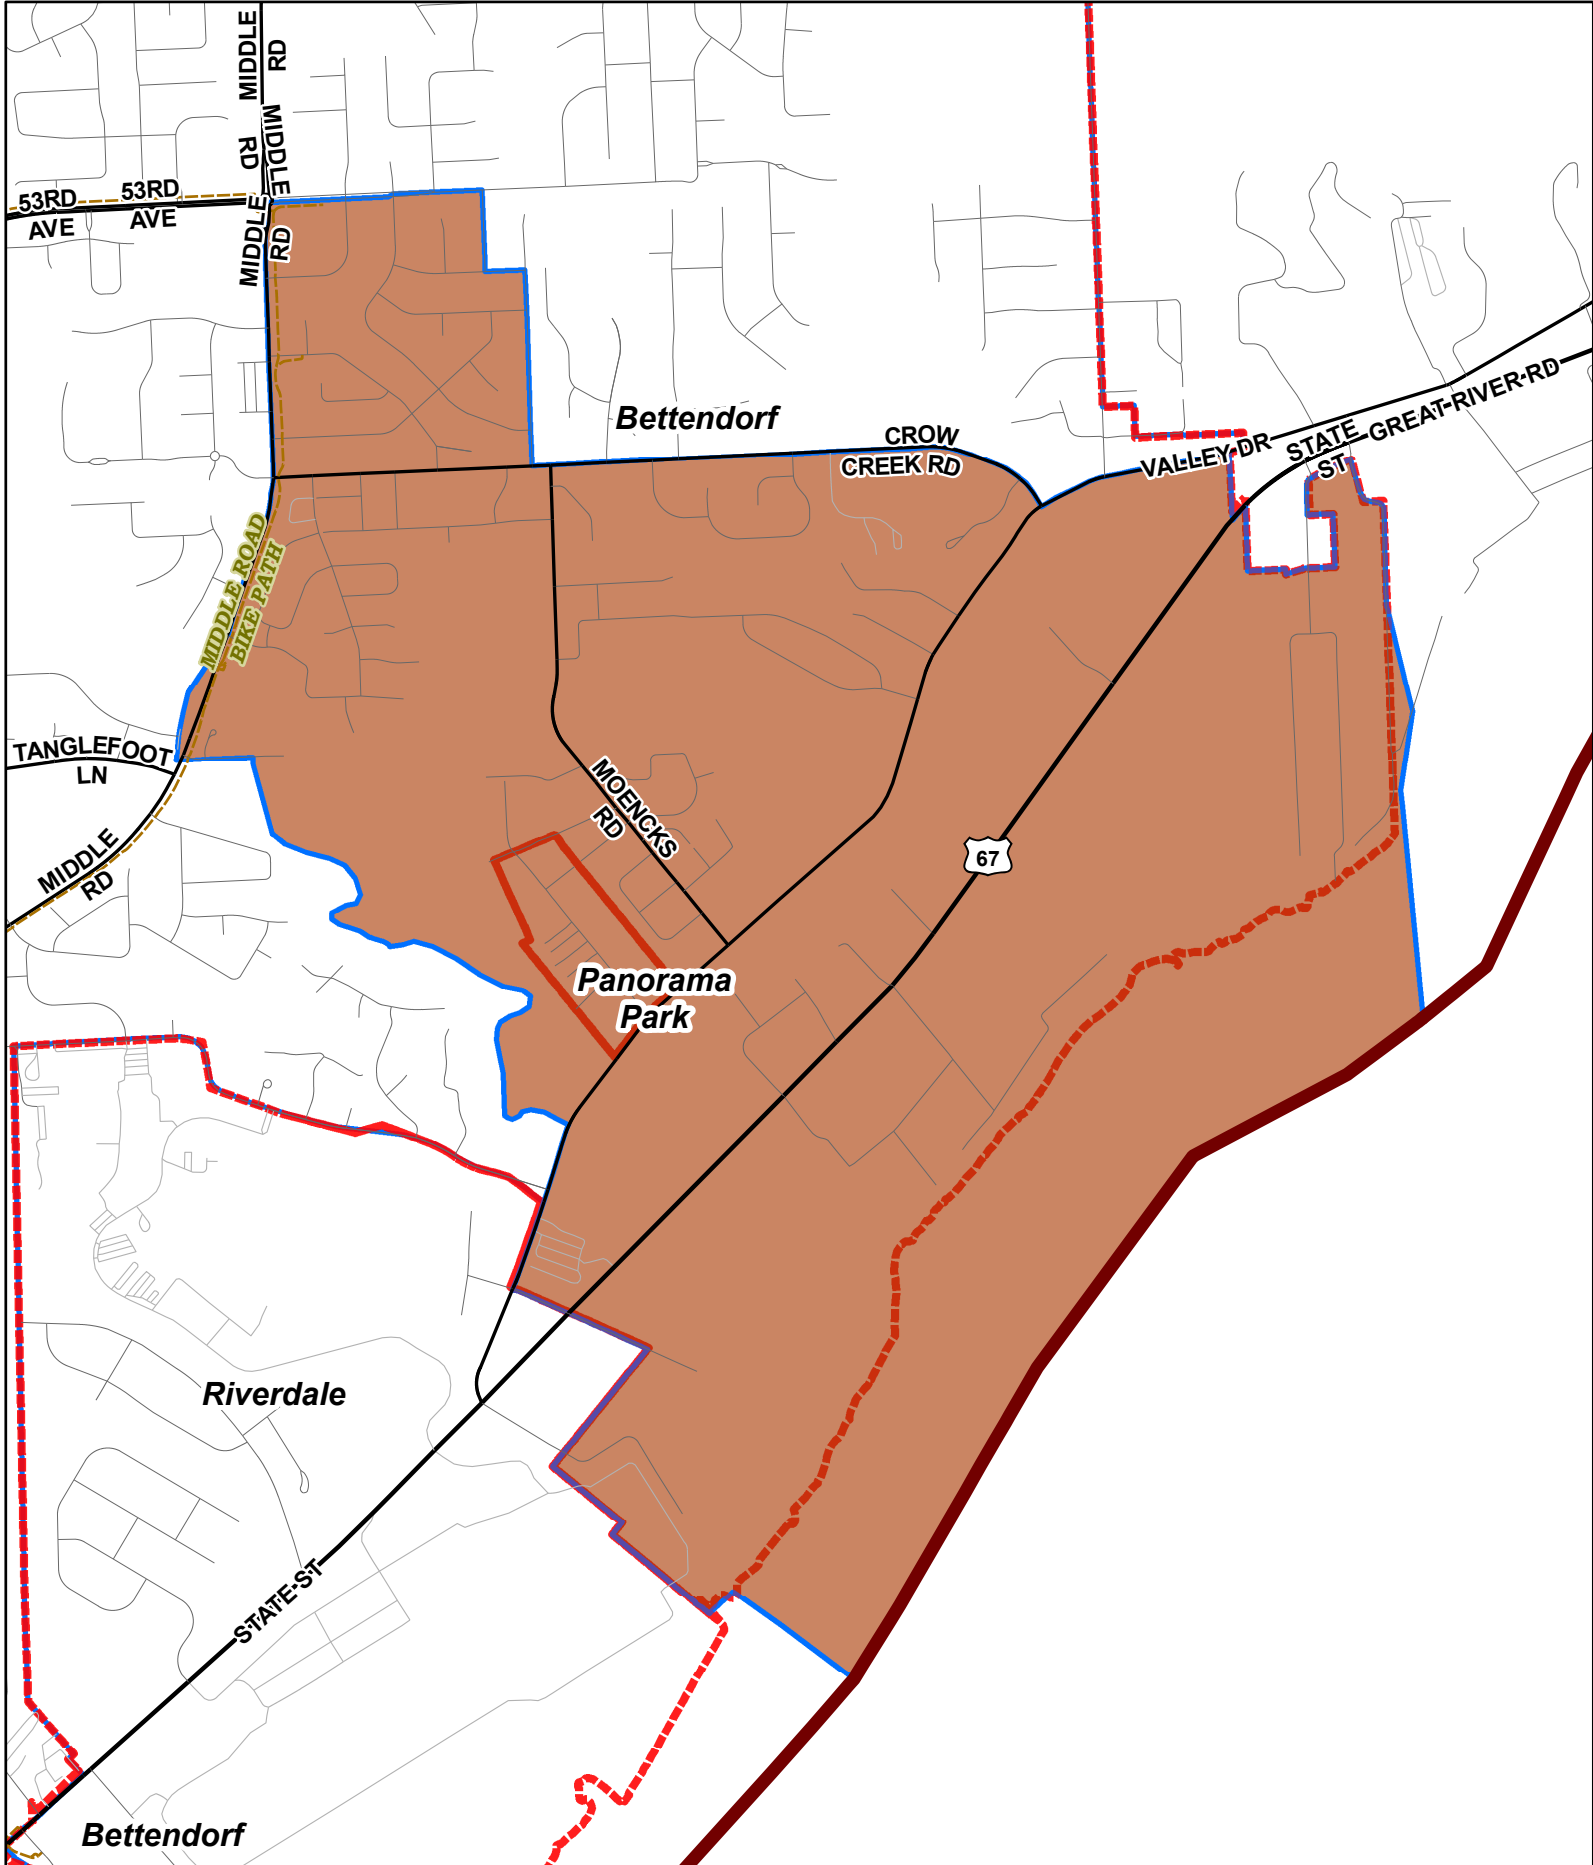 MIDDLE
RD
MIDDLE
RD
53RD
AVE
53RD
AVE
MIDDLE
RD
Bettendorf
CROW
CREEK RD
VALLEY DR
STATE
ST
GREAT RIVER RD
MIDDLE ROAD
BIKE PATH
TANGLEFOOT
LN
MOENCKS
RD
MIDDLE
RD
67
Panorama
Park
Riverdale
STATE ST
Bettendorf